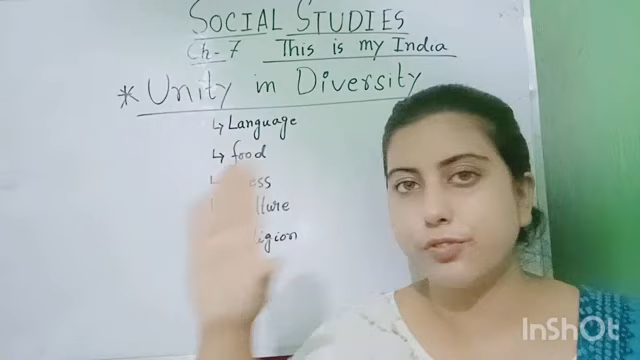 SOCIAL STUDIES
Ch-7 This is my India
* Unity in Diversity
↳ Language
↳ food
InShOt